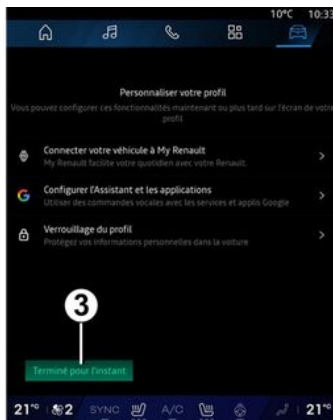 10°C 10:33
Personnaliser votre profil
Vous pouvez configurer ces fonctionnalités maintenant ou plus tard sur l'écran de votre
profil
Connecter votre véhicule à My Renault
My Renault facilite votre quotidien avec votre Renault.
Configurer l'Assistant et les applications
Utiliser des commandes vocales avec les services et applis Google
Verrouillage du profil
Protégez vos informations personnelles dans la voiture
3
Terminé pour l'instant
21° 2 SYNC A/C 21°